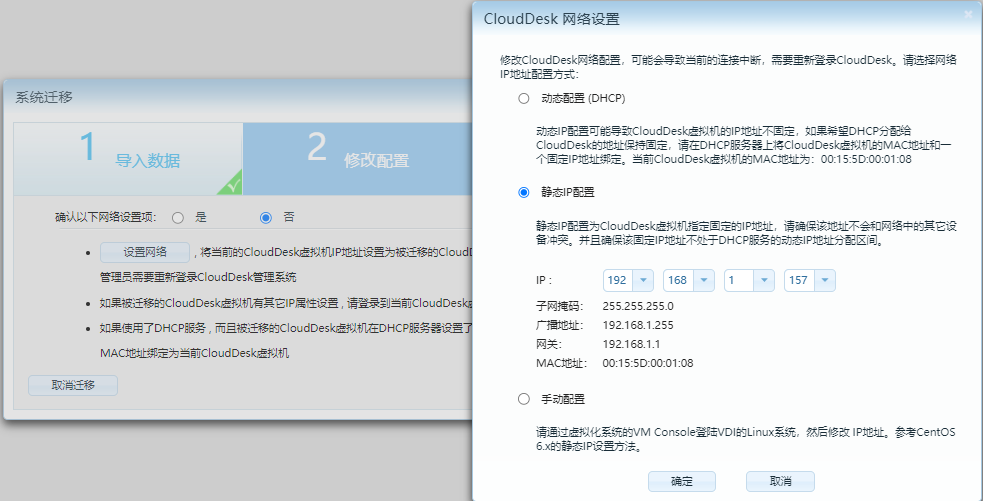 系统迁移
1 导入数据
2 修改配置
确认以下网络设置项: 是 否
设置网络 , 将当前的CloudDesk虚拟机IP地址设置为被迁移的Cloud
管理员需要重新登录CloudDesk管理系统
如果被迁移的CloudDesk虚拟机有其它IP属性设置 , 请登录到当前CloudDesk
如果使用了DHCP服务 , 而且被迁移的CloudDesk虚拟机在DHCP服务器设置了
MAC地址绑定为当前CloudDesk虚拟机
取消迁移
CloudDesk 网络设置
修改CloudDesk网络配置，可能会导致当前的连接中断，需要重新登录CloudDesk。请选择网络
IP地址配置方式：
动态配置 (DHCP)
动态IP配置可能导致CloudDesk虚拟机的IP地址不固定，如果希望DHCP分配给
CloudDesk的地址保持固定，请在DHCP服务器上将CloudDesk虚拟机的MAC地址和一
个固定IP地址绑定。当前CloudDesk虚拟机的MAC地址为：00:15:5D:00:01:08
静态IP配置
静态IP配置为CloudDesk虚拟机指定固定的IP地址，请确保该地址不会和网络中的其它设
备冲突。并且确保该固定IP地址不处于DHCP服务的动态IP地址分配区间。
IP： 192 168 1 157
子网掩码： 255.255.255.0
广播地址： 192.168.1.255
网关： 192.168.1.1
MAC地址： 00:15:5D:00:01:08
手动配置
请通过虚拟化系统的VM Console登陆VDI的Linux系统，然后修改 IP地址。参考CentOS
6.x的静态IP设置方法。
确定 取消